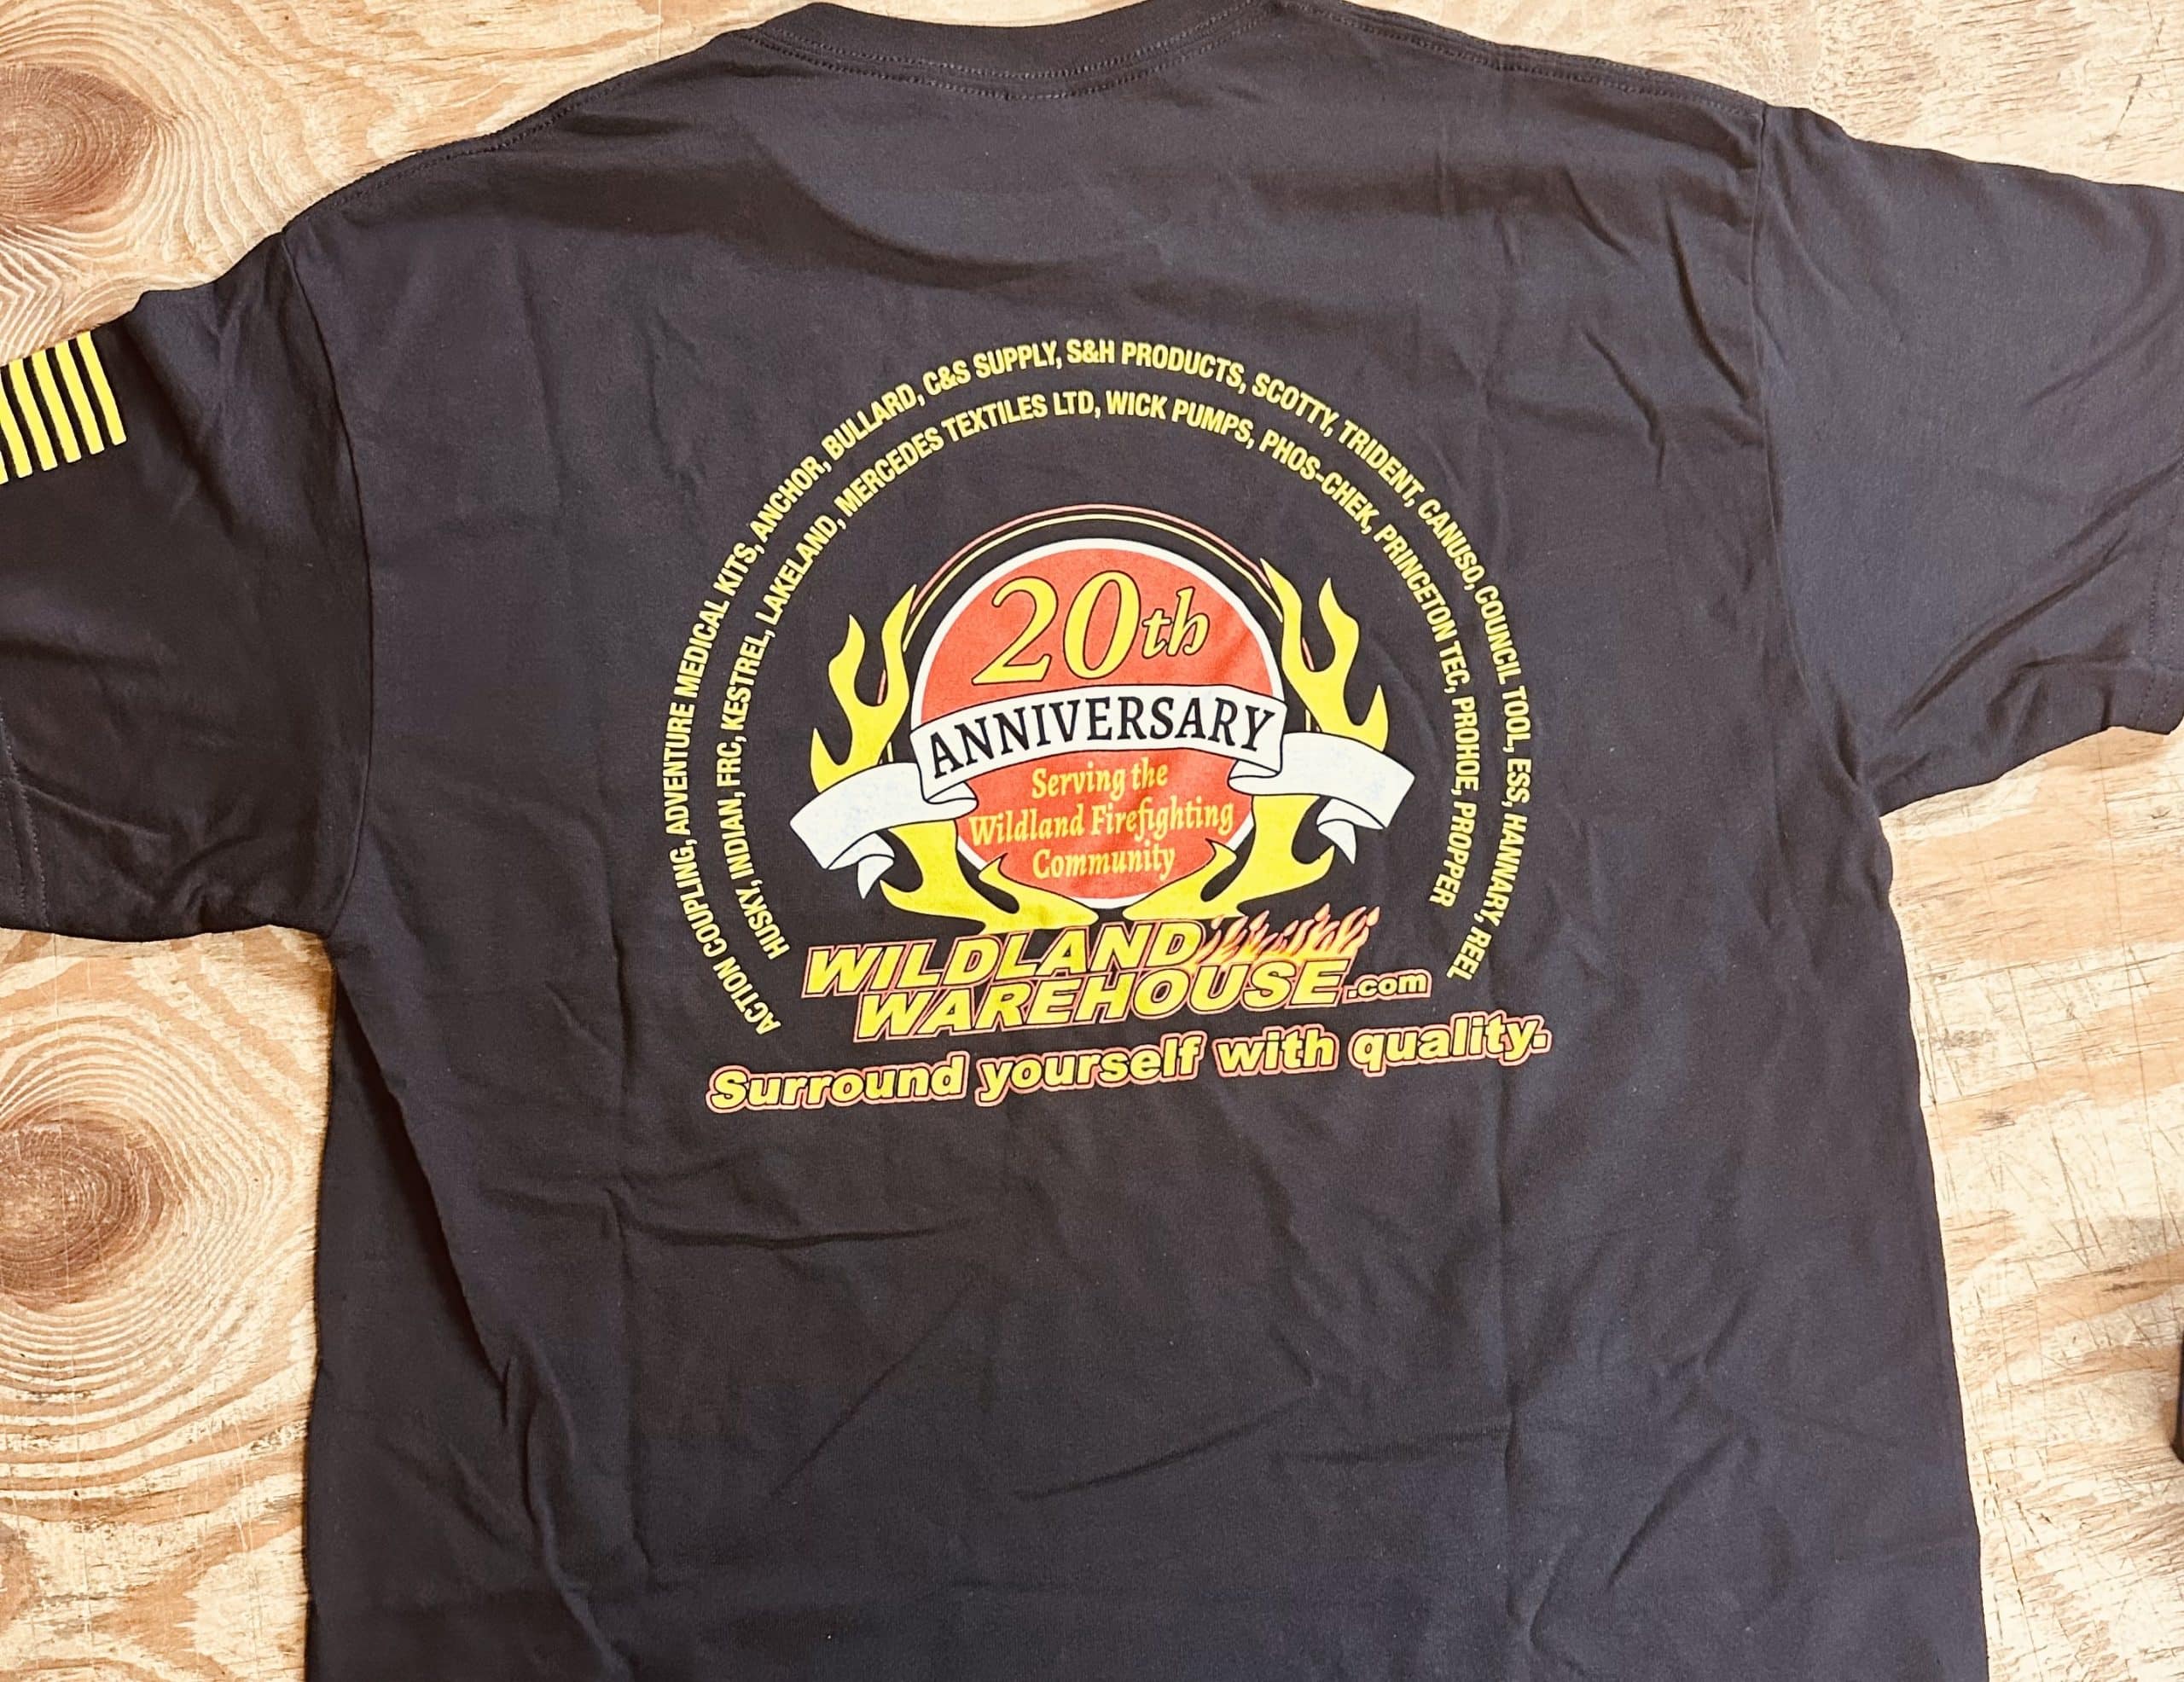 ACTION COUPLING, ADVENTURE MEDICAL KITS, ANCHOR, BULLARD, C&S SUPPLY, S&H PRODUCTS, SCOTTY, TRIDENT, CANUSO, COUNCIL TOOL, ESS, HANNARY, REEL
HUSKY, INDIAN, FRC, KESTREL, LAKELAND, MERCEDES TEXTILES LTD, WICK PUMPS, PHOS-CHEK, PRINCETON TEC, PROHOE, PROPPER
20th
ANNIVERSARY
Serving the
Wildland Firefighting
Community
WILDLAND
WAREHOUSE.com
Surround yourself with quality.